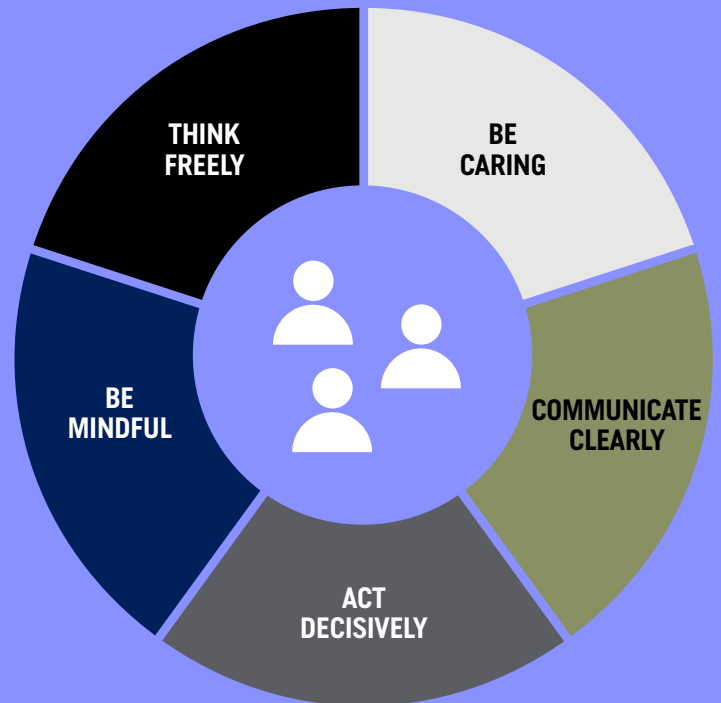 THINK
FREELY
BE
CARING
BE
MINDFUL
COMMUNICATE
CLEARLY
ACT
DECISIVELY